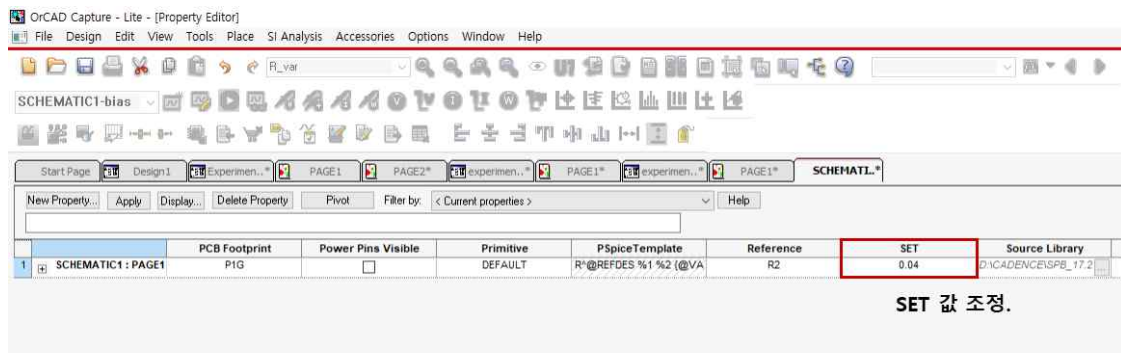 OrCAD Capture - Lite - [Property Editor]
File Design Edit View Tools Place SI Analysis Accessories Options Window Help
R_var
SCHEMATIC1-bias
Start Page Design1 Experimen..* PAGE1 PAGE2* experimen..* PAGE1* experimen..* PAGE1* SCHEMATI..*
New Property... Apply Display... Delete Property Pivot Filter by: < Current properties > Help
PCB Footprint Power Pins Visible Primitive PSpiceTemplate Reference SET Source Library
1 SCHEMATIC1 : PAGE1 P1G DEFAULT R^@REFDES %1 %2 {@VA R2 0.04 D:\CADENCE\SPB_17.2 ...
SET 값 조정.